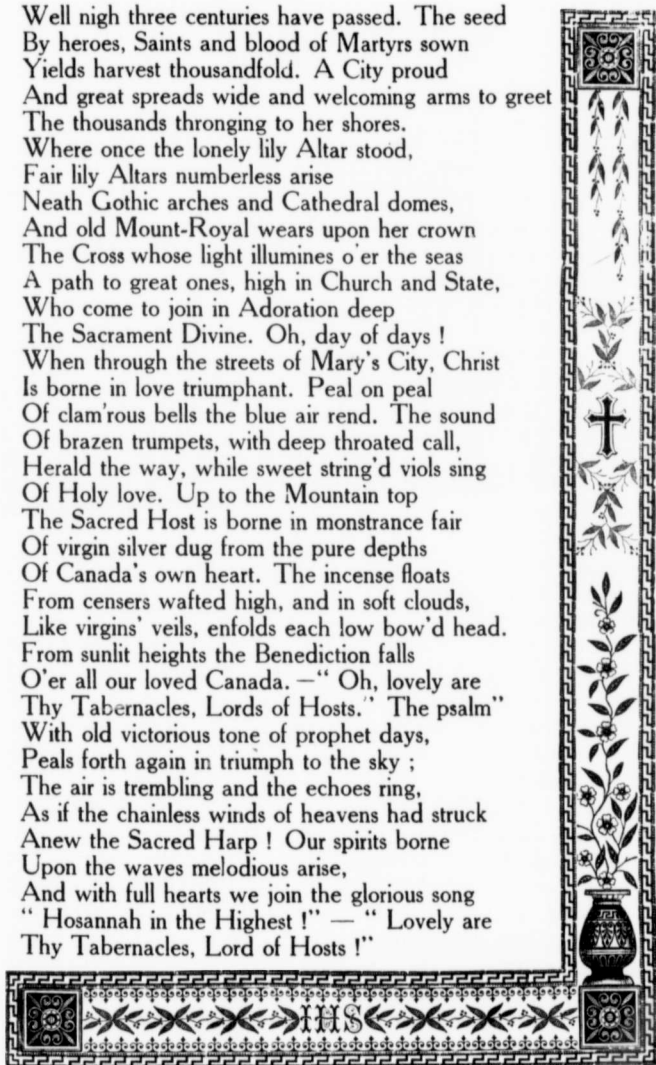 Well nigh three centuries have passed. The seed
By heroes, Saints and blood of Martyrs sown
Yields harvest thousandfold. A City proud
And great spreads wide and welcoming arms to greet
The thousands thronging to her shores.
Where once the lonely lily Altar stood,
Fair lily Altars numberless arise
Neath Gothic arches and Cathedral domes,
And old Mount-Royal wears upon her crown
The Cross whose light illumines o'er the seas
A path to great ones, high in Church and State,
Who come to join in Adoration deep
The Sacrament Divine. Oh, day of days !
When through the streets of Mary's City, Christ
Is borne in love triumphant. Peal on peal
Of clam'rous bells the blue air rend. The sound
Of brazen trumpets, with deep throated call,
Herald the way, while sweet string'd viols sing
Of Holy love. Up to the Mountain top
The Sacred Host is borne in monstrance fair
Of virgin silver dug from the pure depths
Of Canada's own heart. The incense floats
From censers wafted high, and in soft clouds,
Like virgins' veils, enfolds each low bow'd head.
From sunlit heights the Benediction falls
O'er all our loved Canada. —“ Oh, lovely are
Thy Tabernacles, Lords of Hosts.” The psalm”
With old victorious tone of prophet days,
Peals forth again in triumph to the sky ;
The air is trembling and the echoes ring,
As if the chainless winds of heavens had struck
Anew the Sacred Harp ! Our spirits borne
Upon the waves melodious arise,
And with full hearts we join the glorious song
“ Hosannah in the Highest !” — “ Lovely are
Thy Tabernacles, Lord of Hosts !”
IHS